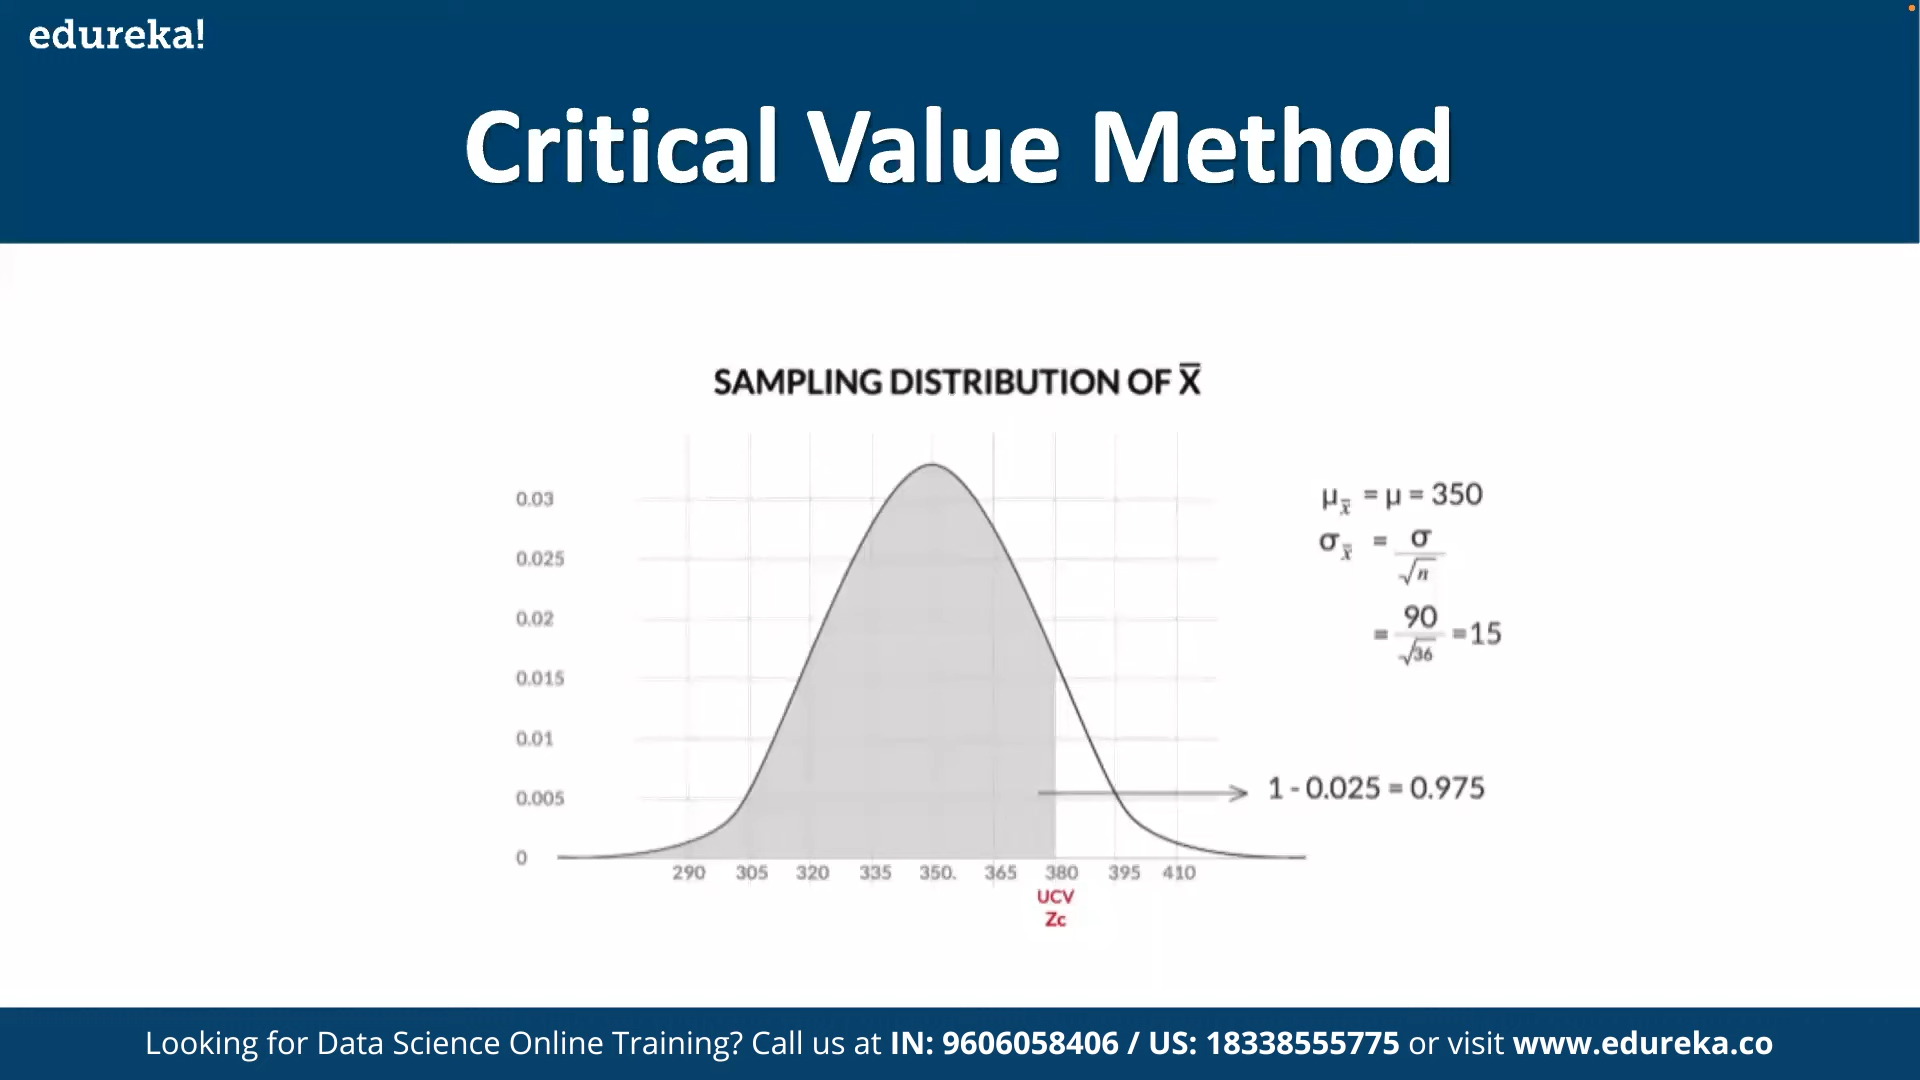 edureka!
Critical Value Method
SAMPLING DISTRIBUTION OF X̅
0.03
0.025
0.02
0.015
0.01
0.005
0
290 305 320 335 350. 365 380 395 410
UCV
Zc
μx̅ = μ = 350
σx̅ = σ/√n
= 90/√36 =15
1 - 0.025 = 0.975
Looking for Data Science Online Training? Call us at IN: 9606058406 / US: 18338555775 or visit www.edureka.co